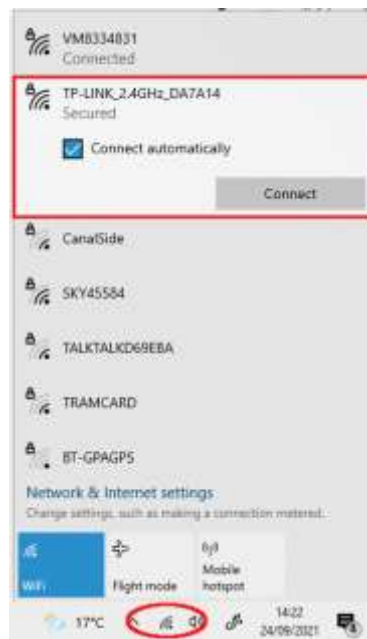 VM8334831
Connected
TP-LINK_2.4GHz_DA7A14
Secured
Connect automatically
Connect
CanalSide
SKY45584
TALKTALKD69EBA
TRAMCARD
BT-GPAGPS
Network & Internet settings
Change settings, such as making a connection metered.
WiFi
Flight mode
Mobile
hotspot
17°C
14:22
24/09/2021